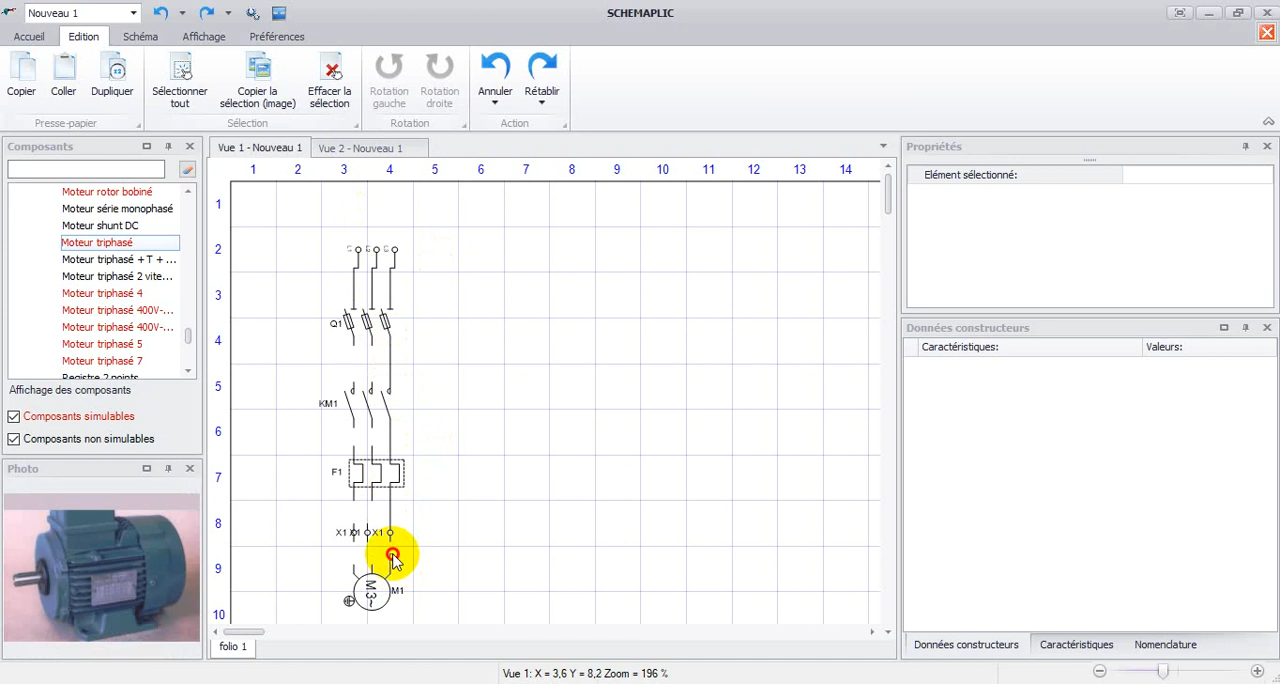 Nouveau 1
SCHEMAPLIC
Accueil
Edition
Schéma
Affichage
Préférences
Copier
Coller
Dupliquer
Sélectionner tout
Copier la sélection (image)
Effacer la sélection
Rotation gauche
Rotation droite
Annuler
Rétablir
Presse-papier
Sélection
Rotation
Action
Composants
Moteur rotor bobiné
Moteur série monophasé
Moteur shunt DC
Moteur triphasé
Moteur triphasé + T + ...
Moteur triphasé 2 vite...
Moteur triphasé 4
Moteur triphasé 400V-...
Moteur triphasé 400V-...
Moteur triphasé 5
Moteur triphasé 7
Registre 2 points
Affichage des composants
Composants simulables
Composants non simulables
Photo
Vue 1 - Nouveau 1
Vue 2 - Nouveau 1
1 2 3 4 5 6 7 8 9 10 11 12 13 14
1
2
3
4
5
6
7
8
9
10
Q1
KM1
F1
X1 X1 X1
M 3~
M1
folio 1
Propriétés
Elément sélectionné:
Données constructeurs
Caractéristiques:
Valeurs:
Données constructeurs
Caractéristiques
Nomenclature
Vue 1: X = 3,6 Y = 8,2 Zoom = 196 %